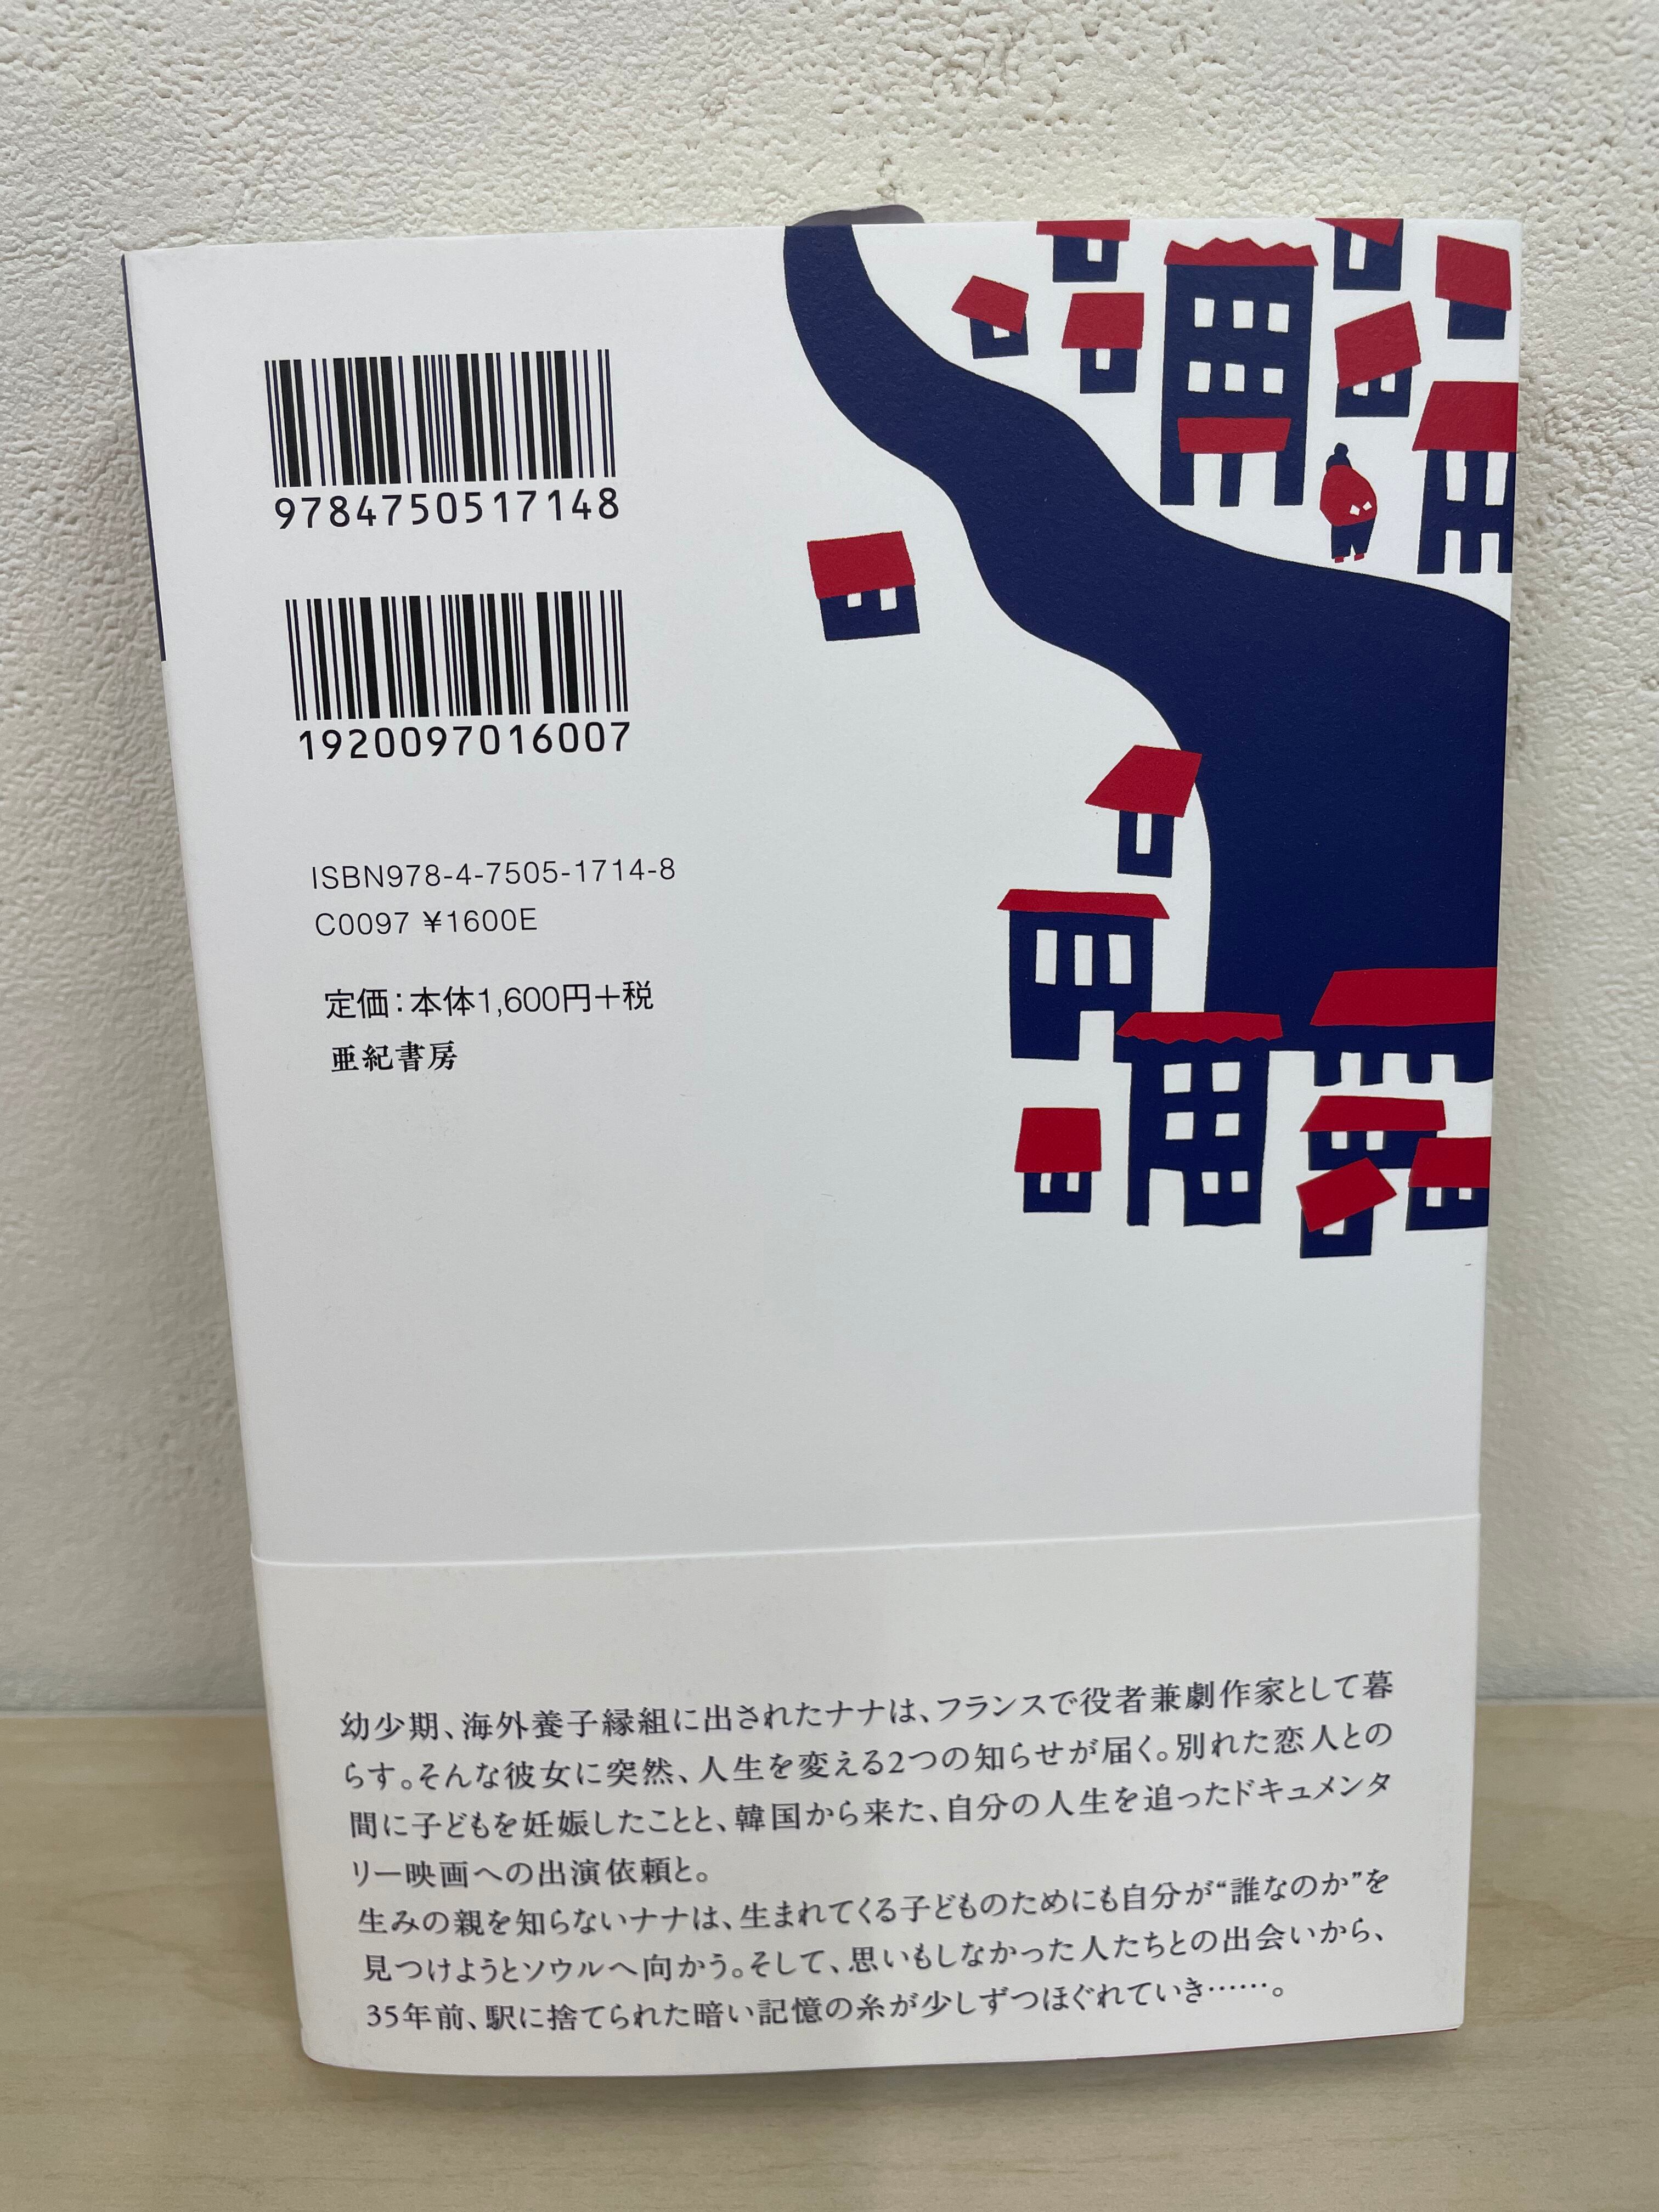 9784750517148
1920097016007
ISBN978-4-7505-1714-8
C0097 ¥1600E
定価：本体1,600円＋税
亜紀書房
幼少期、海外養子縁組に出されたナナは、フランスで役者兼劇作家として暮
らす。そんな彼女に突然、人生を変える2つの知らせが届く。別れた恋人との
間に子どもを妊娠したことと、韓国から来た、自分の人生を追ったドキュメンタ
リー映画への出演依頼と。
生みの親を知らないナナは、生まれてくる子どものためにも自分が“誰なのか”を
見つけようとソウルへ向かう。そして、思いもしなかった人たちとの出会いから、
35年前、駅に捨てられた暗い記憶の糸が少しずつほぐれていき……。